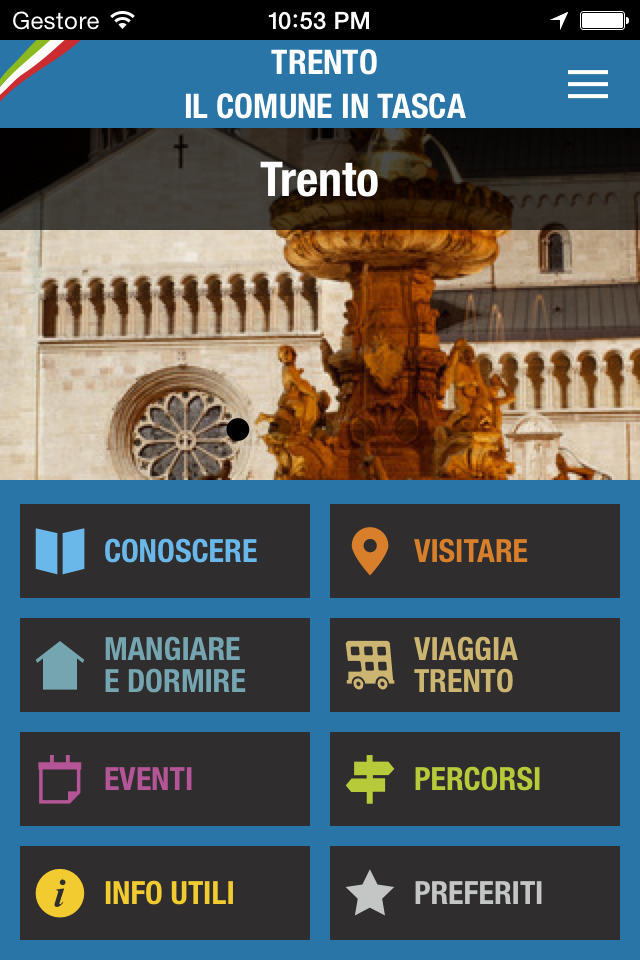 Gestore 10:53 PM
TRENTO
IL COMUNE IN TASCA
Trento
CONOSCERE
VISITARE
MANGIARE
E DORMIRE
VIAGGIA
TRENTO
EVENTI
PERCORSI
i INFO UTILI
PREFERITI